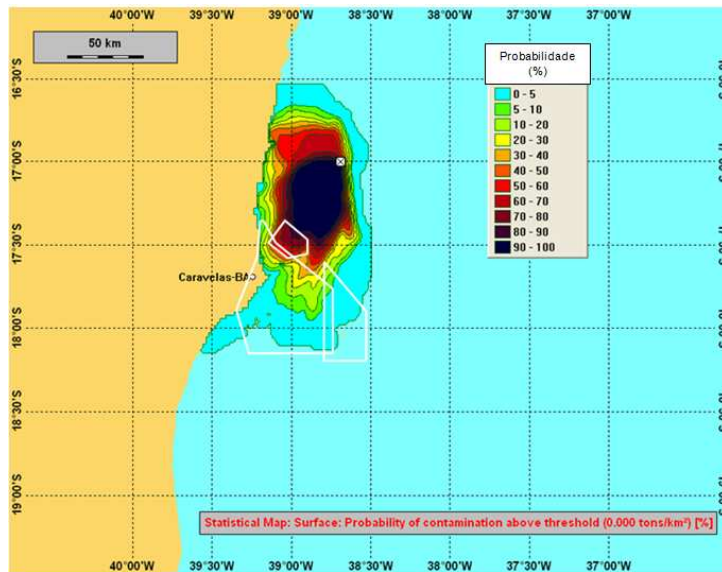 40°00'W 39°30'W 39°00'W 38°30'W 38°00'W 37°30'W 37°00'W
50 km
Probabilidade
(%)
0 - 5
5 - 10
10 - 20
20 - 30
30 - 40
40 - 50
50 - 60
60 - 70
70 - 80
80 - 90
90 - 100
16°30'S
17°00'S
17°30'S
18°00'S
18°30'S
19°00'S
Caravelas-BA
Statistical Map: Surface: Probability of contamination above threshold (0.000 tons/km²) [%]
40°00'W 39°30'W 39°00'W 38°30'W 38°00'W 37°30'W 37°00'W